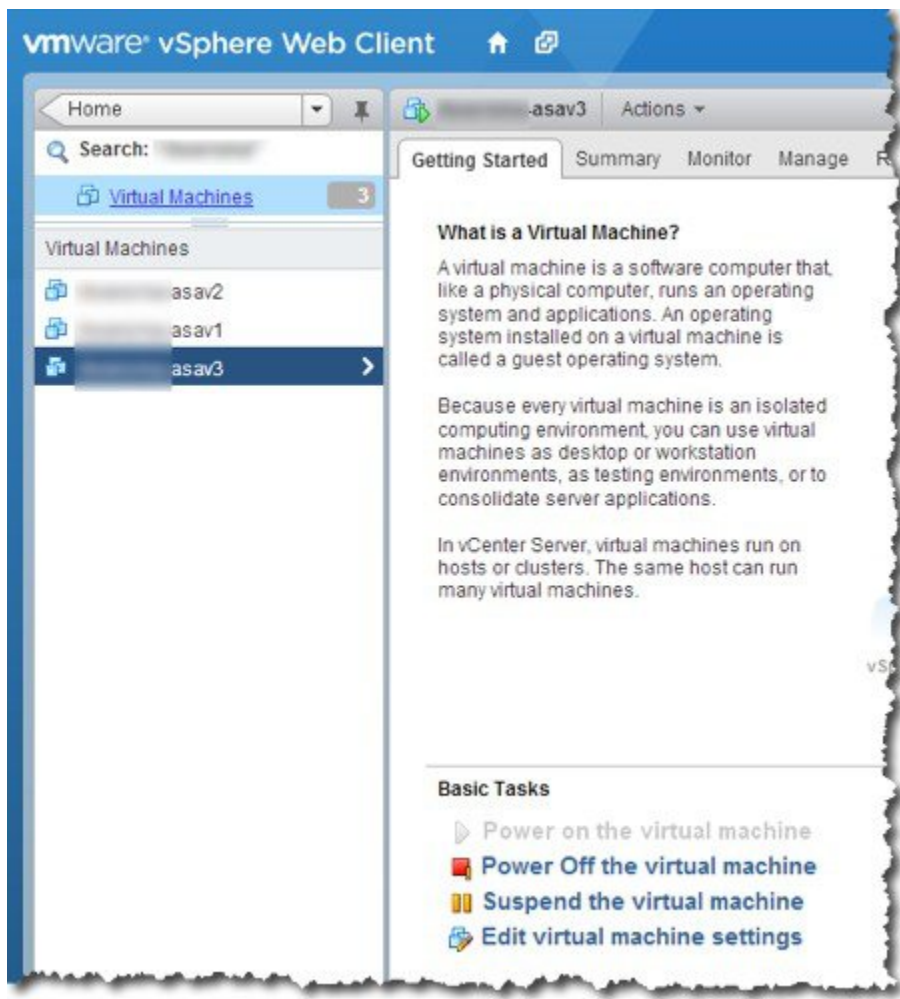 vmware® vSphere Web Client
Home
asav3 Actions
Search:
Getting Started Summary Monitor Manage
Virtual Machines 3
Virtual Machines
asav2
asav1
asav3
What is a Virtual Machine?
A virtual machine is a software computer that,
like a physical computer, runs an operating
system and applications. An operating
system installed on a virtual machine is
called a guest operating system.
Because every virtual machine is an isolated
computing environment, you can use virtual
machines as desktop or workstation
environments, as testing environments, or to
consolidate server applications.
In vCenter Server, virtual machines run on
hosts or clusters. The same host can run
many virtual machines.
Basic Tasks
Power on the virtual machine
Power Off the virtual machine
Suspend the virtual machine
Edit virtual machine settings